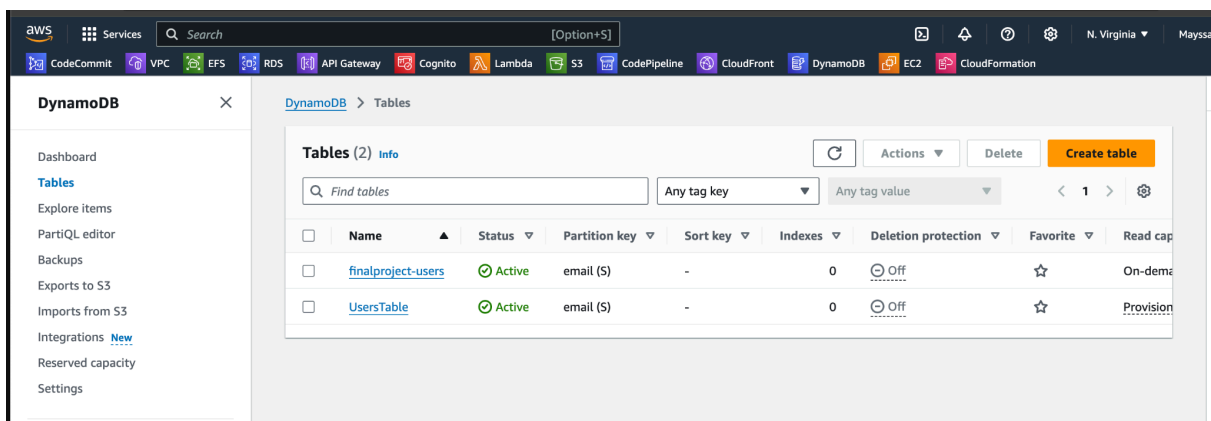 aws Services Search [Option+S] N. Virginia ▼ Mayssa
CodeCommit VPC EFS RDS API Gateway Cognito Lambda S3 CodePipeline CloudFront DynamoDB EC2 CloudFormation
DynamoDB
Dashboard
Tables
Explore items
PartiQL editor
Backups
Exports to S3
Imports from S3
Integrations New
Reserved capacity
Settings
DynamoDB > Tables
Tables (2) Info Actions ▼ Delete Create table
Find tables Any tag key ▼ Any tag value ▼ < 1 >
Name ▲ Status ▽ Partition key ▽ Sort key ▽ Indexes ▽ Deletion protection ▽ Favorite ▽ Read cap
finalproject-users Active email (S) - 0 Off On-dema
UsersTable Active email (S) - 0 Off Provision